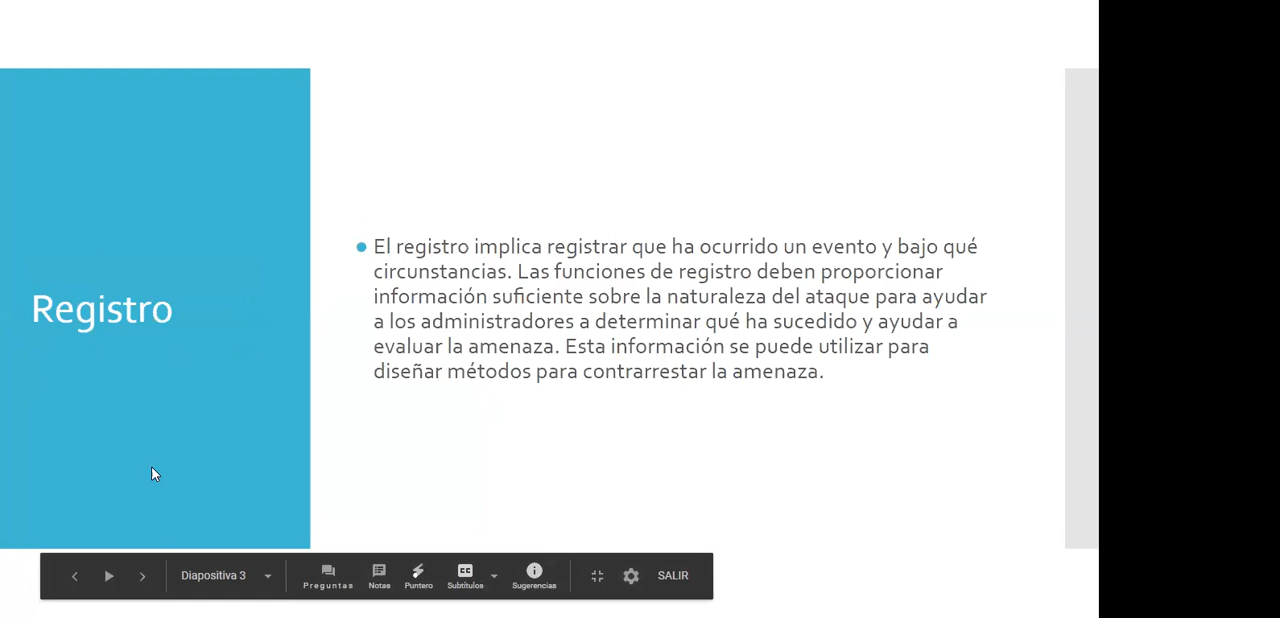 Registro
El registro implica registrar que ha ocurrido un evento y bajo qué
circunstancias. Las funciones de registro deben proporcionar
información suficiente sobre la naturaleza del ataque para ayudar
a los administradores a determinar qué ha sucedido y ayudar a
evaluar la amenaza. Esta información se puede utilizar para
diseñar métodos para contrarrestar la amenaza.
Diapositiva 3
Preguntas
Notas
Puntero
CC
Subtítulos
Sugerencias
SALIR